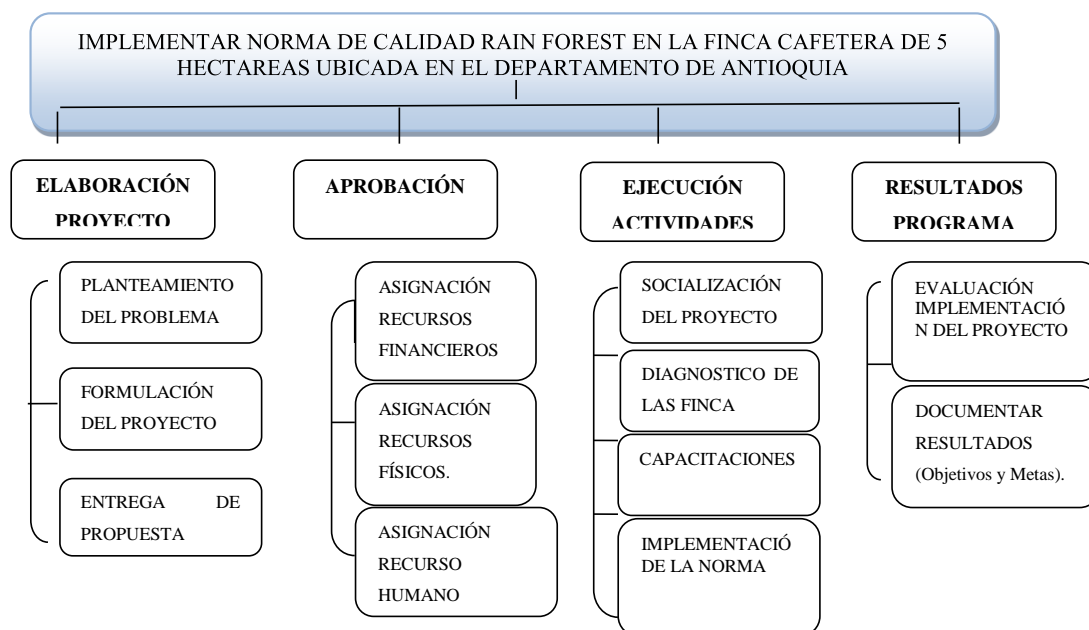 IMPLEMENTAR NORMA DE CALIDAD RAIN FOREST EN LA FINCA CAFETERA DE 5
HECTAREAS UBICADA EN EL DEPARTAMENTO DE ANTIOQUIA
ELABORACIÓN
PROYECTO
PLANTEAMIENTO
DEL PROBLEMA
FORMULACIÓN
DEL PROYECTO
ENTREGA DE
PROPUESTA
APROBACIÓN
ASIGNACIÓN
RECURSOS
FINANCIEROS
ASIGNACIÓN
RECURSOS
FÍSICOS.
ASIGNACIÓN
RECURSO
HUMANO
EJECUCIÓN
ACTIVIDADES
SOCIALIZACIÓN
DEL PROYECTO
DIAGNOSTICO DE
LAS FINCA
CAPACITACIONES
IMPLEMENTACIÓ
DE LA NORMA
RESULTADOS
PROGRAMA
EVALUACIÓN
IMPLEMENTACIÓ
N DEL PROYECTO
DOCUMENTAR
RESULTADOS
(Objetivos y Metas).